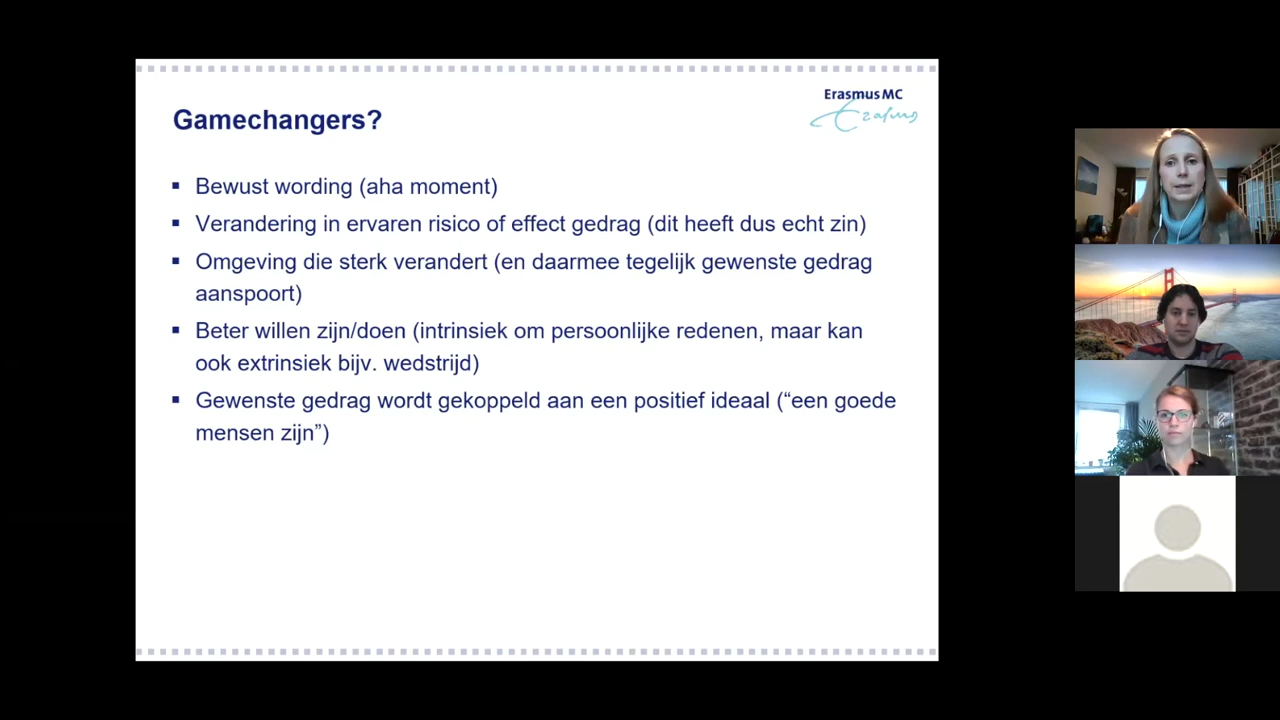 Erasmus MC
Erasmus
Gamechangers?
Bewust wording (aha moment)
Verandering in ervaren risico of effect gedrag (dit heeft dus echt zin)
Omgeving die sterk verandert (en daarmee tegelijk gewenste gedrag
aanspoort)
Beter willen zijn/doen (intrinsiek om persoonlijke redenen, maar kan
ook extrinsiek bijv. wedstrijd)
Gewenste gedrag wordt gekoppeld aan een positief ideaal (“een goede
mensen zijn”)